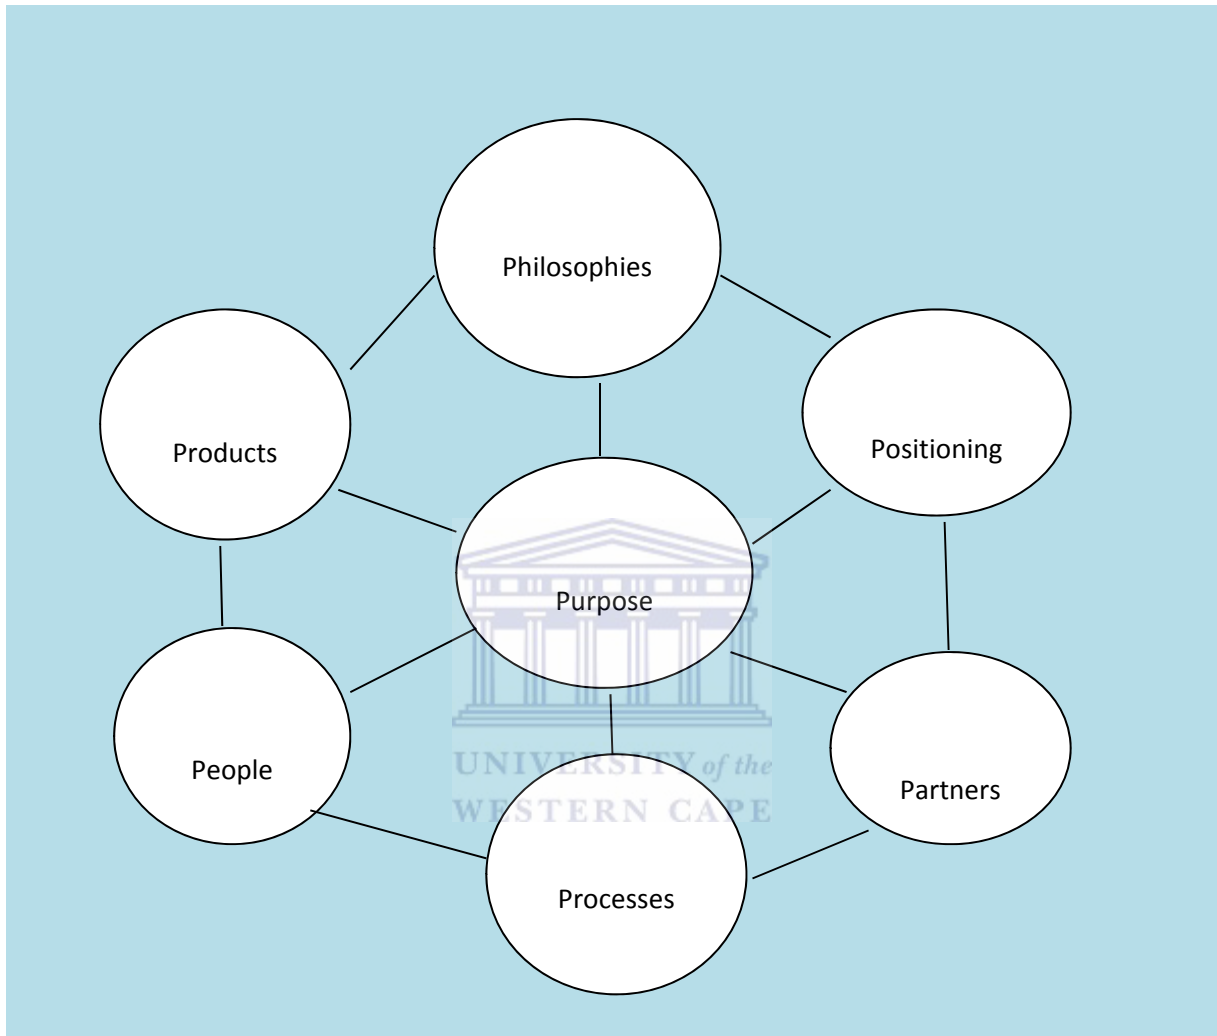 Philosophies
Products
Positioning
Purpose
UNIVERSITY of the
WESTERN CAPE
People
Partners
Processes